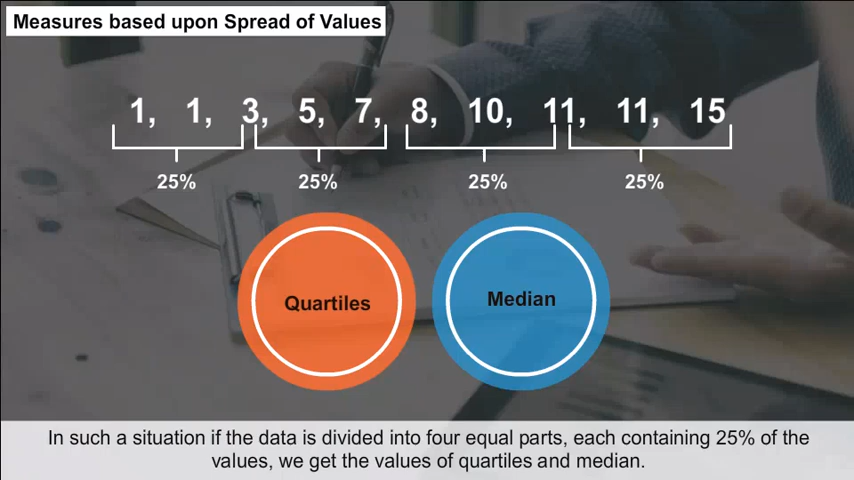 Measures based upon Spread of Values
1, 1, 3, 5, 7, 8, 10, 11, 11, 15
25% 25% 25% 25%
Quartiles Median
In such a situation if the data is divided into four equal parts, each containing 25% of the
values, we get the values of quartiles and median.